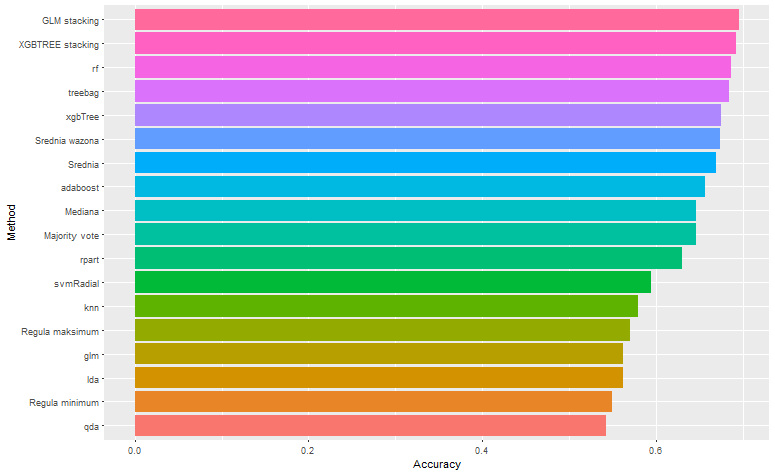 GLM stacking
XGBTREE stacking
rf
treebag
xgbTree
Srednia wazona
Srednia
adaboost
Mediana
Majority vote
rpart
svmRadial
knn
Regula maksimum
glm
lda
Regula minimum
qda
Method
0.0 0.2 0.4 0.6
Accuracy